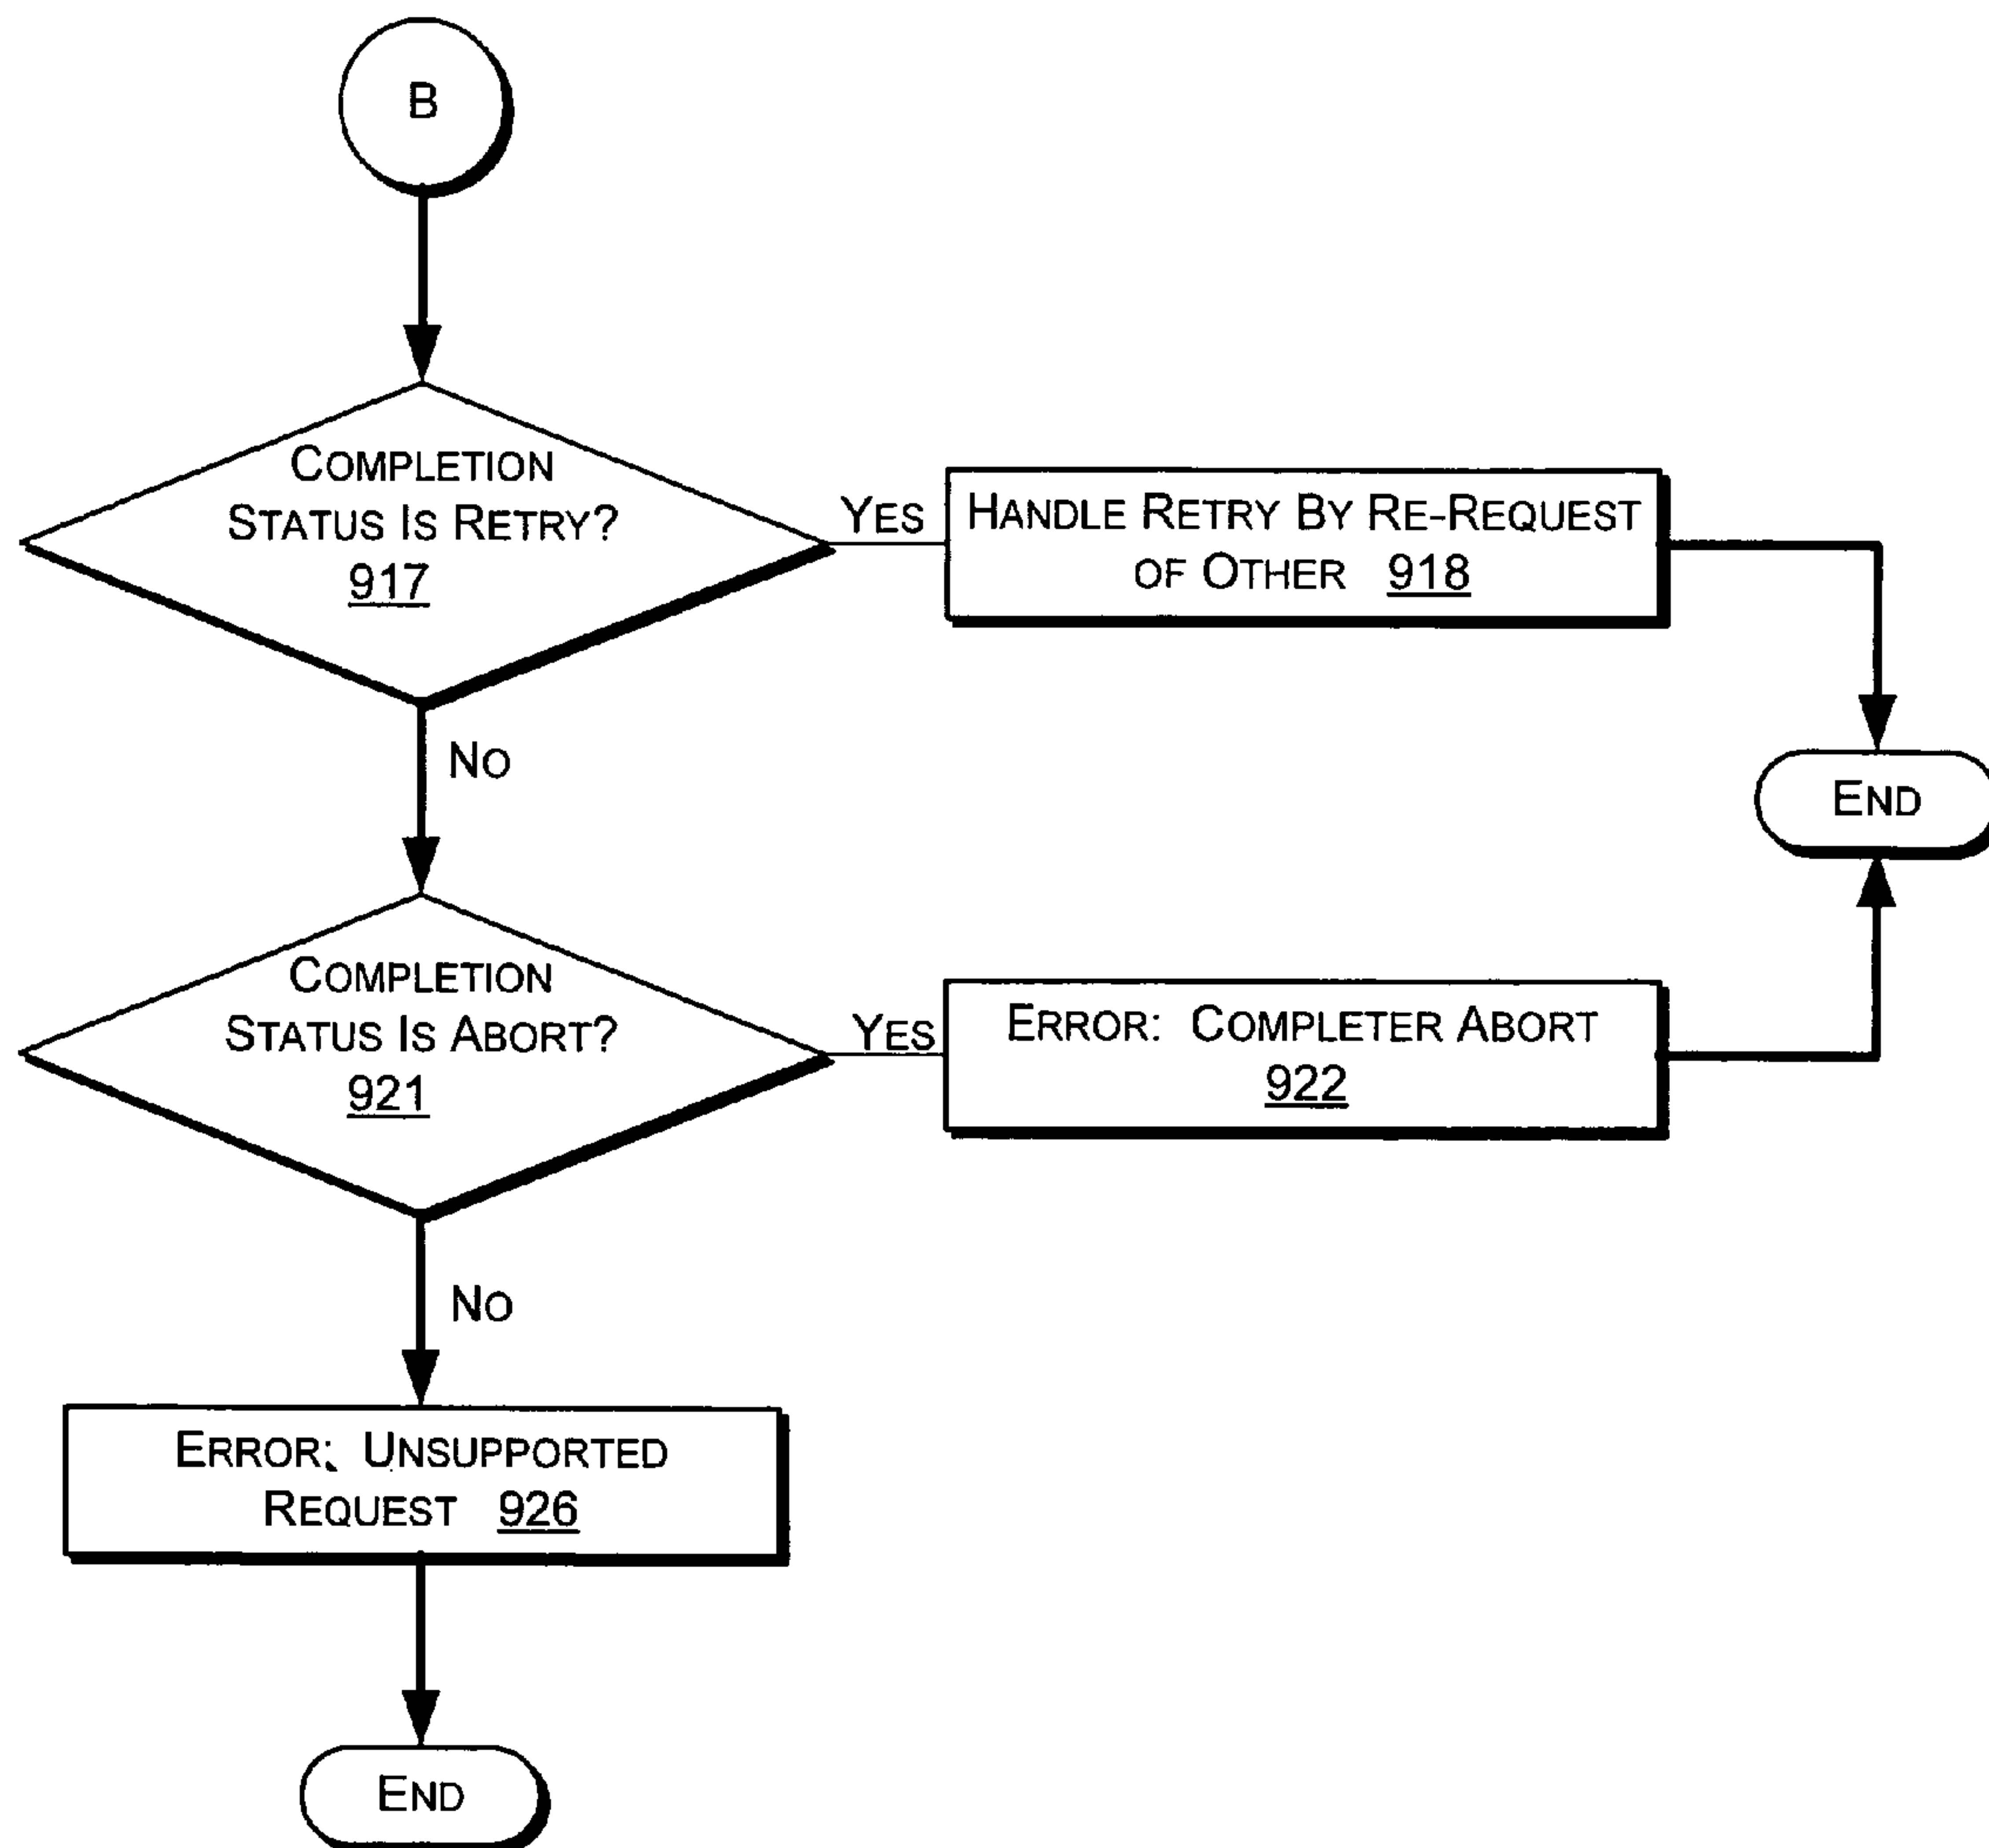 B
COMPLETION
STATUS IS RETRY?
917
YES
HANDLE RETRY BY RE-REQUEST
OF OTHER 918
NO
END
COMPLETION
STATUS IS ABORT?
921
YES
ERROR: COMPLETER ABORT
922
NO
ERROR: UNSUPPORTED
REQUEST 926
END